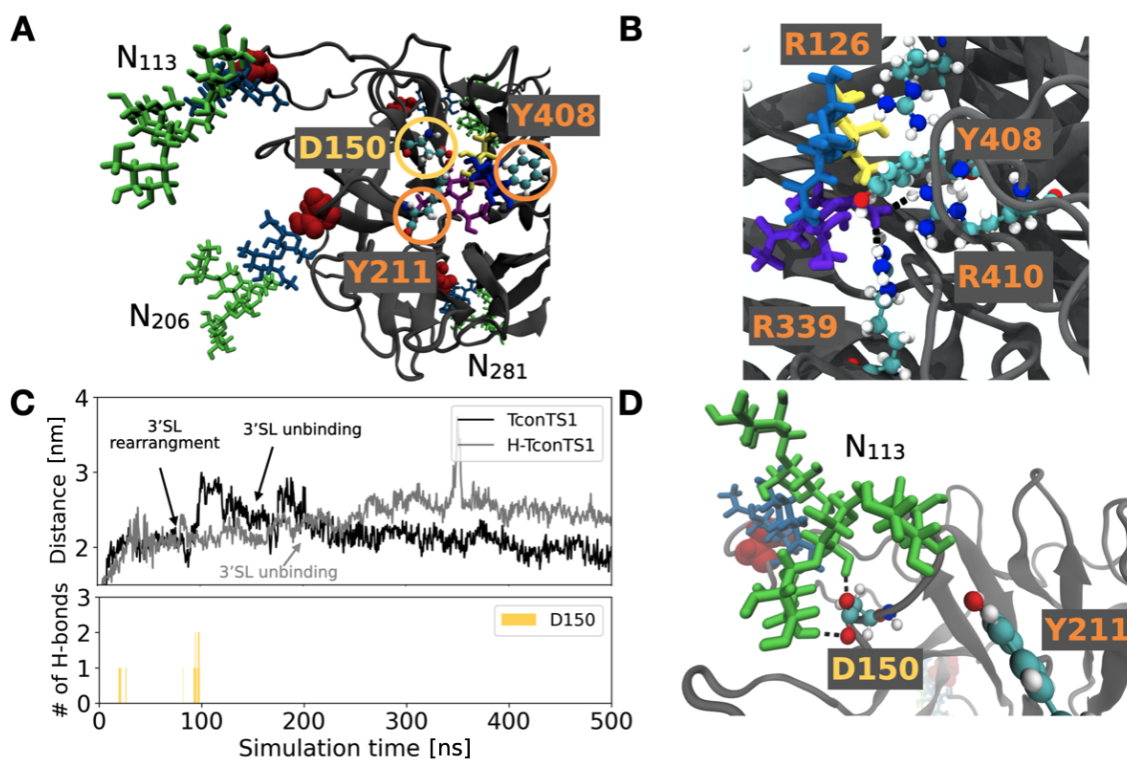 A
N113
D150
Y408
Y211
N206
N281
B
R126
Y408
R410
R339
C
Distance [nm]
4
3
2
3'SL
rearrangment
3'SL unbinding
3'SL unbinding
TconTS1
H-TconTS1
# of H-bonds
3
2
1
0
D150
0
100
200
300
400
500
Simulation time [ns]
D
N113
D150
Y211